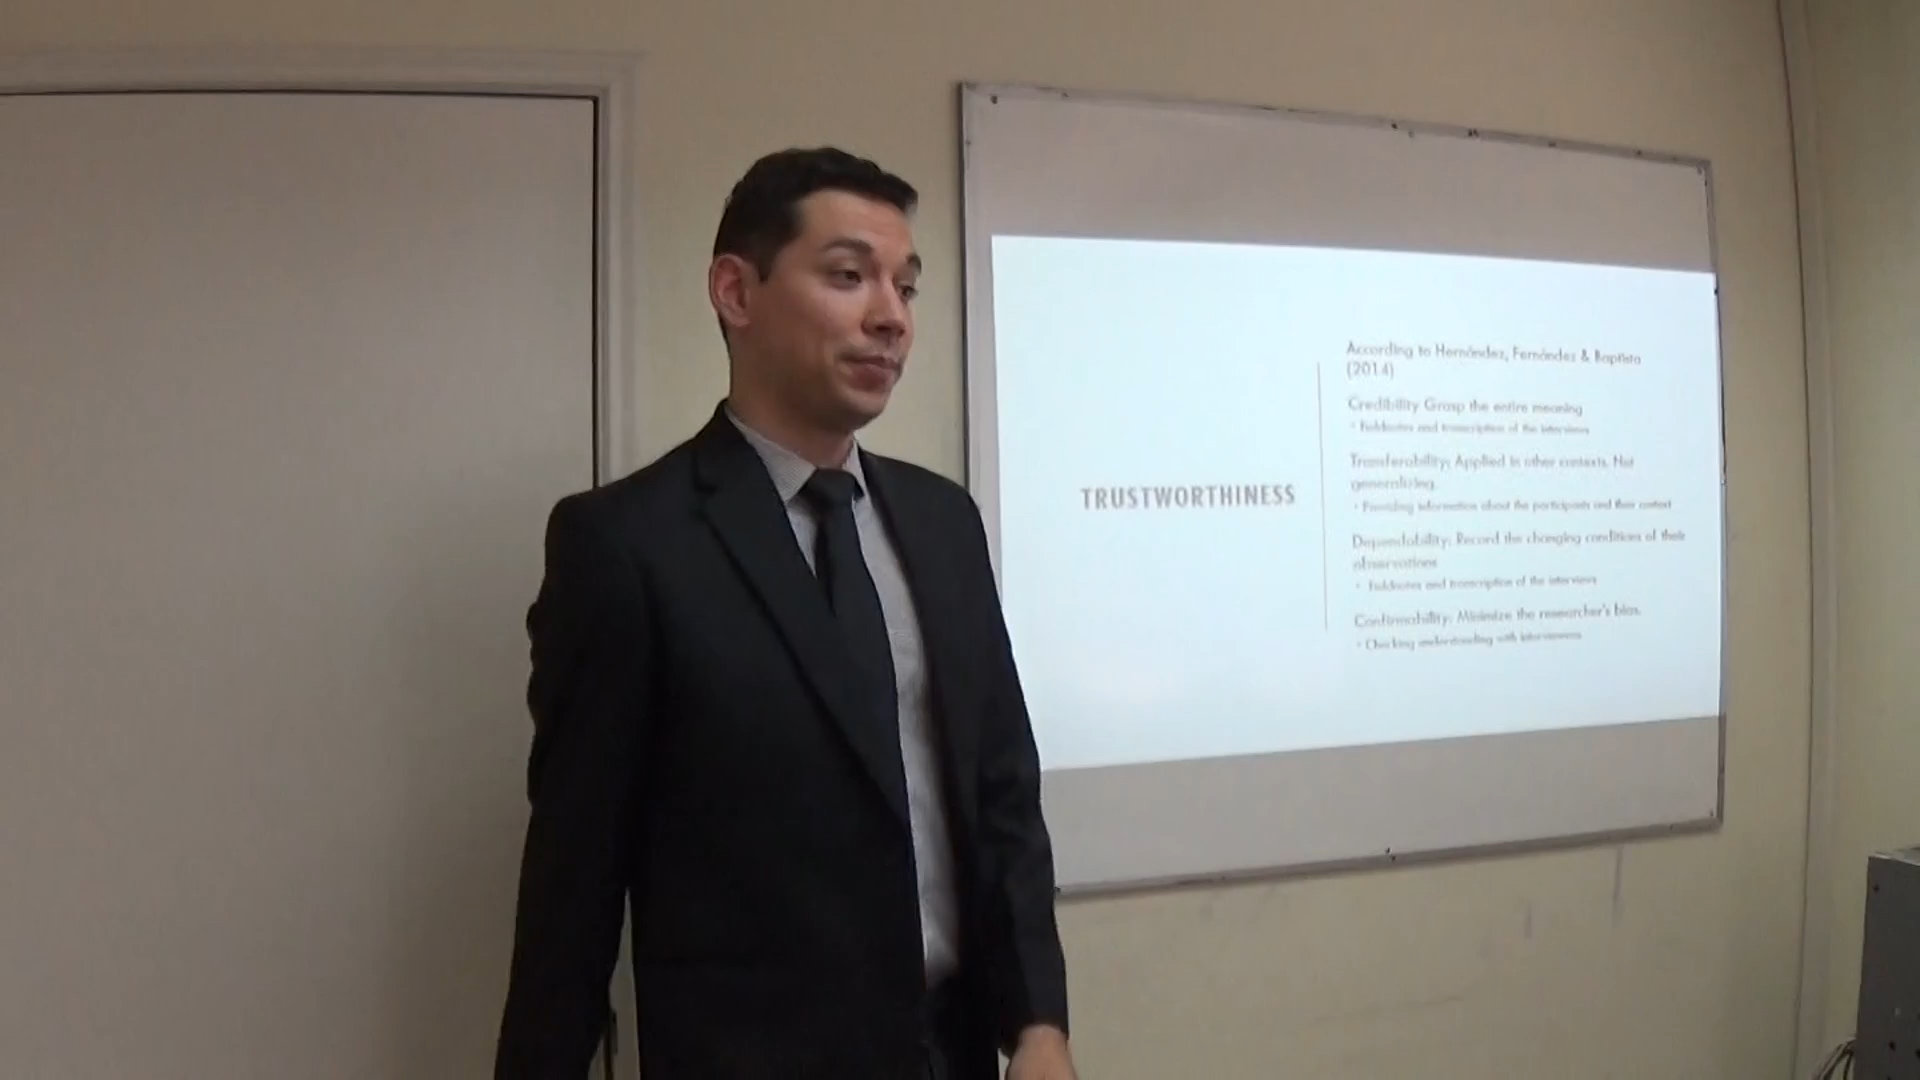 TRUSTWORTHINESS
According to Hernández, Fernández & Baptista
(2014)
Credibility Grasp the entire meaning
• Fieldnotes and transcription of the interviews
Transferability: Applied in other contexts. Not
generalizing.
• Providing information about the participants and their context
Dependability: Record the changing conditions of their
observations
• Fieldnotes and transcription of the interviews
Confirmability: Minimize the researcher's bias.
• Checking understanding with interviewees